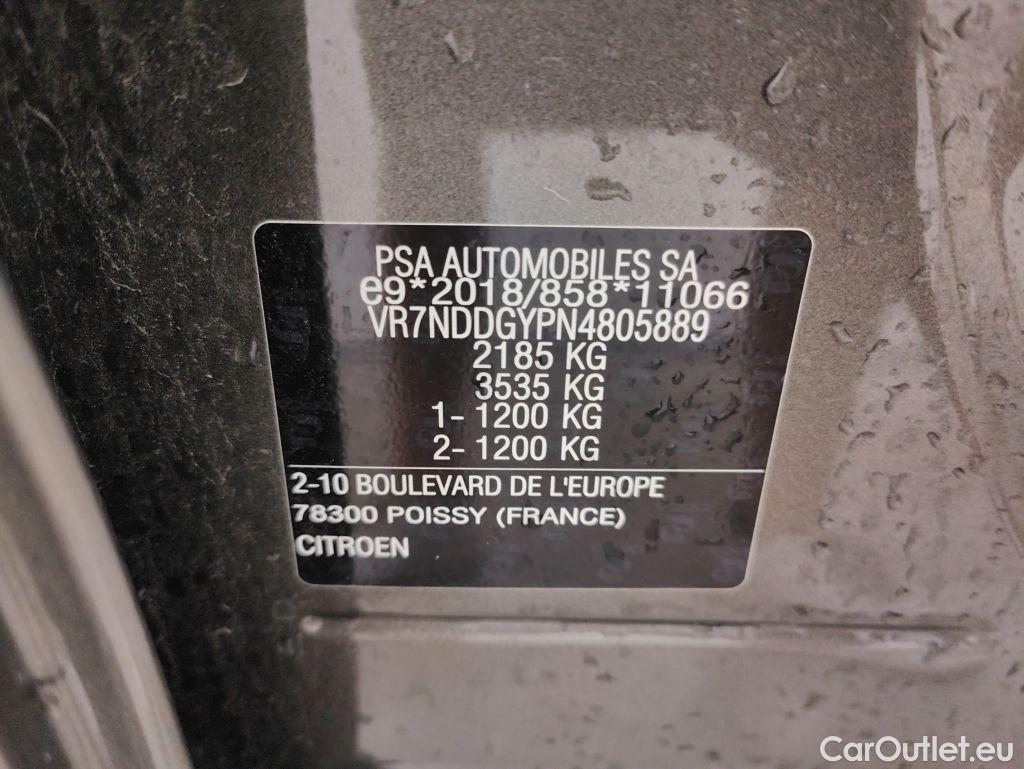 PSA AUTOMOBILES SA
e9*2018/858*11066
VR7NDDGYPN4805889
2185 KG
3535 KG
1- 1200 KG
2- 1200 KG
2-10 BOULEVARD DE L'EUROPE
78300 POISSY (FRANCE)
CITROEN
CarOutlet.eu